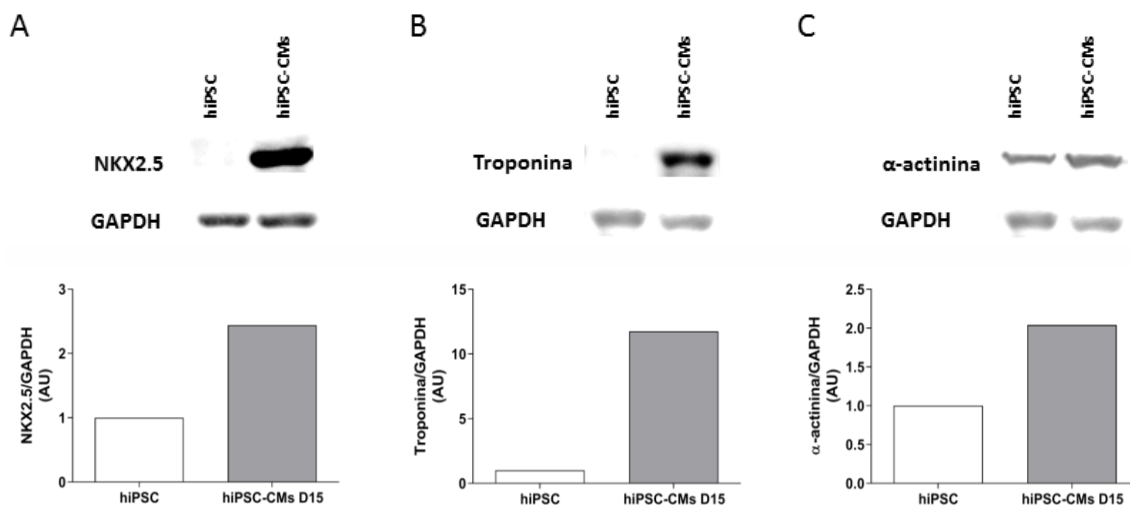 A
hiPSC
hiPSC-CMs
NKX2.5
GAPDH
NKX2.5/GAPDH
(AU)
3
2
1
0
hiPSC
hiPSC-CMs D15
B
hiPSC
hiPSC-CMs
Troponina
GAPDH
Troponina/GAPDH
(AU)
15
10
5
0
hiPSC
hiPSC-CMs D15
C
hiPSC
hiPSC-CMs
α-actinina
GAPDH
α-actinina/GAPDH
(AU)
2.5
2.0
1.5
1.0
0.5
0.0
hiPSC
hiPSC-CMs D15